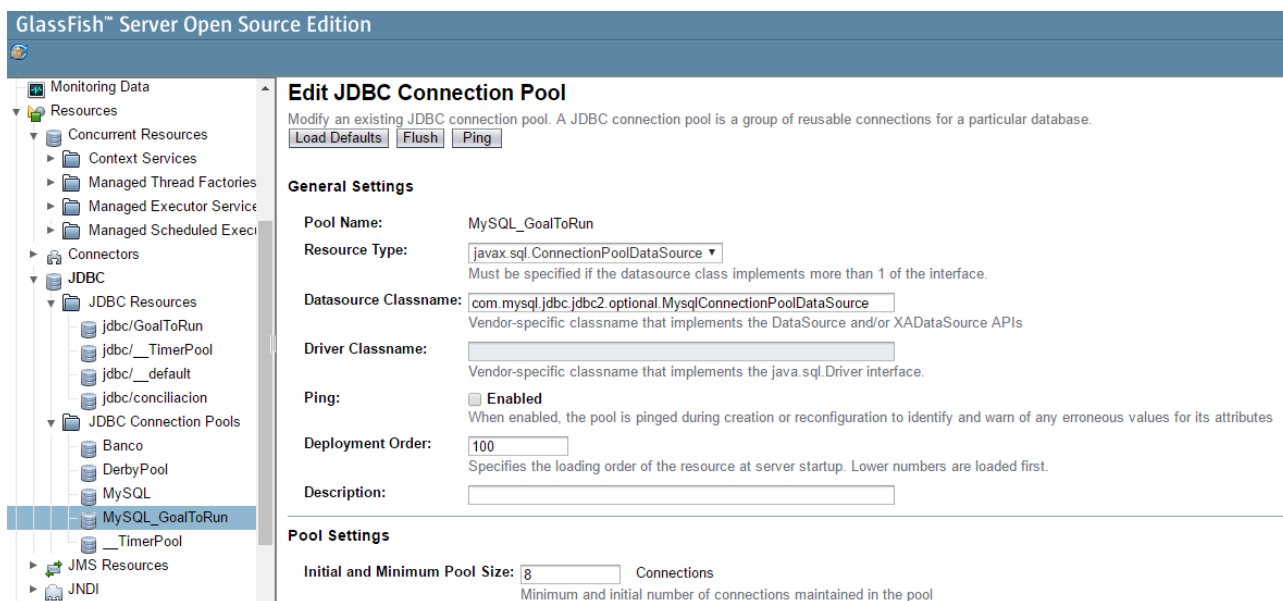 GlassFish™ Server Open Source Edition
Monitoring Data
Resources
Concurrent Resources
Context Services
Managed Thread Factories
Managed Executor Service
Managed Scheduled Execu
Connectors
JDBC
JDBC Resources
jdbc/GoalToRun
jdbc/__TimerPool
jdbc/__default
jdbc/conciliacion
JDBC Connection Pools
Banco
DerbyPool
MySQL
MySQL_GoalToRun
__TimerPool
JMS Resources
JNDI
Edit JDBC Connection Pool
Modify an existing JDBC connection pool. A JDBC connection pool is a group of reusable connections for a particular database.
Load Defaults Flush Ping
General Settings
Pool Name: MySQL_GoalToRun
Resource Type: javax.sql.ConnectionPoolDataSource
Must be specified if the datasource class implements more than 1 of the interface.
Datasource Classname: com.mysql.jdbc.jdbc2.optional.MysqlConnectionPoolDataSource
Vendor-specific classname that implements the DataSource and/or XADataSource APIs
Driver Classname:
Vendor-specific classname that implements the java.sql.Driver interface.
Ping: Enabled
When enabled, the pool is pinged during creation or reconfiguration to identify and warn of any erroneous values for its attributes
Deployment Order: 100
Specifies the loading order of the resource at server startup. Lower numbers are loaded first.
Description:
Pool Settings
Initial and Minimum Pool Size: 8 Connections
Minimum and initial number of connections maintained in the pool